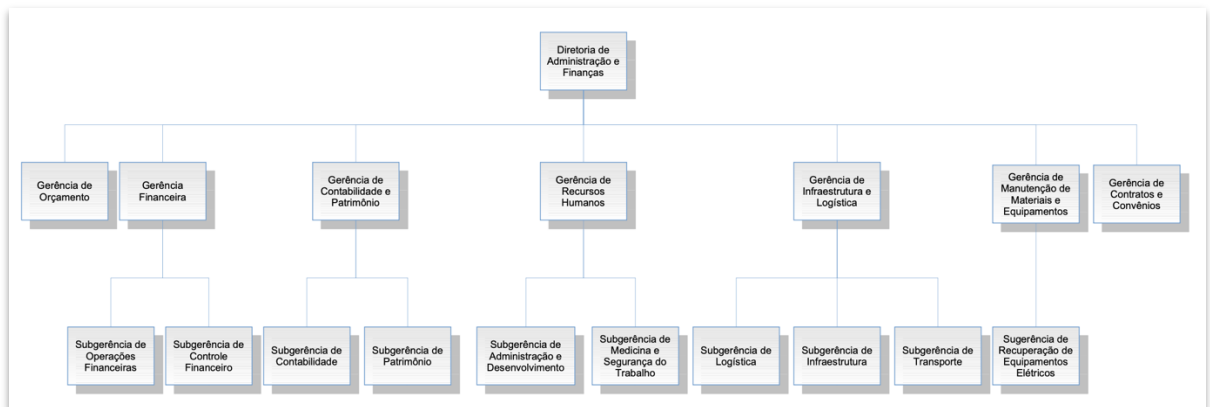 Diretoria de
Administração e
Finanças
Gerência de
Orçamento
Gerência
Financeira
Gerência de
Contabilidade e
Patrimônio
Gerência de
Recursos
Humanos
Gerência de
Infraestrutura e
Logística
Gerência de
Manutenção de
Materiais e
Equipamentos
Gerência de
Contratos e
Convênios
Subgerência de
Operações
Financeiras
Subgerência de
Controle
Financeiro
Subgerência de
Contabilidade
Subgerência de
Patrimônio
Subgerência de
Administração e
Desenvolvimento
Subgerência de
Medicina e
Segurança do
Trabalho
Subgerência de
Logística
Subgerência de
Infraestrutura
Subgerência de
Transporte
Sugerência de
Recuperação de
Equipamentos
Elétricos